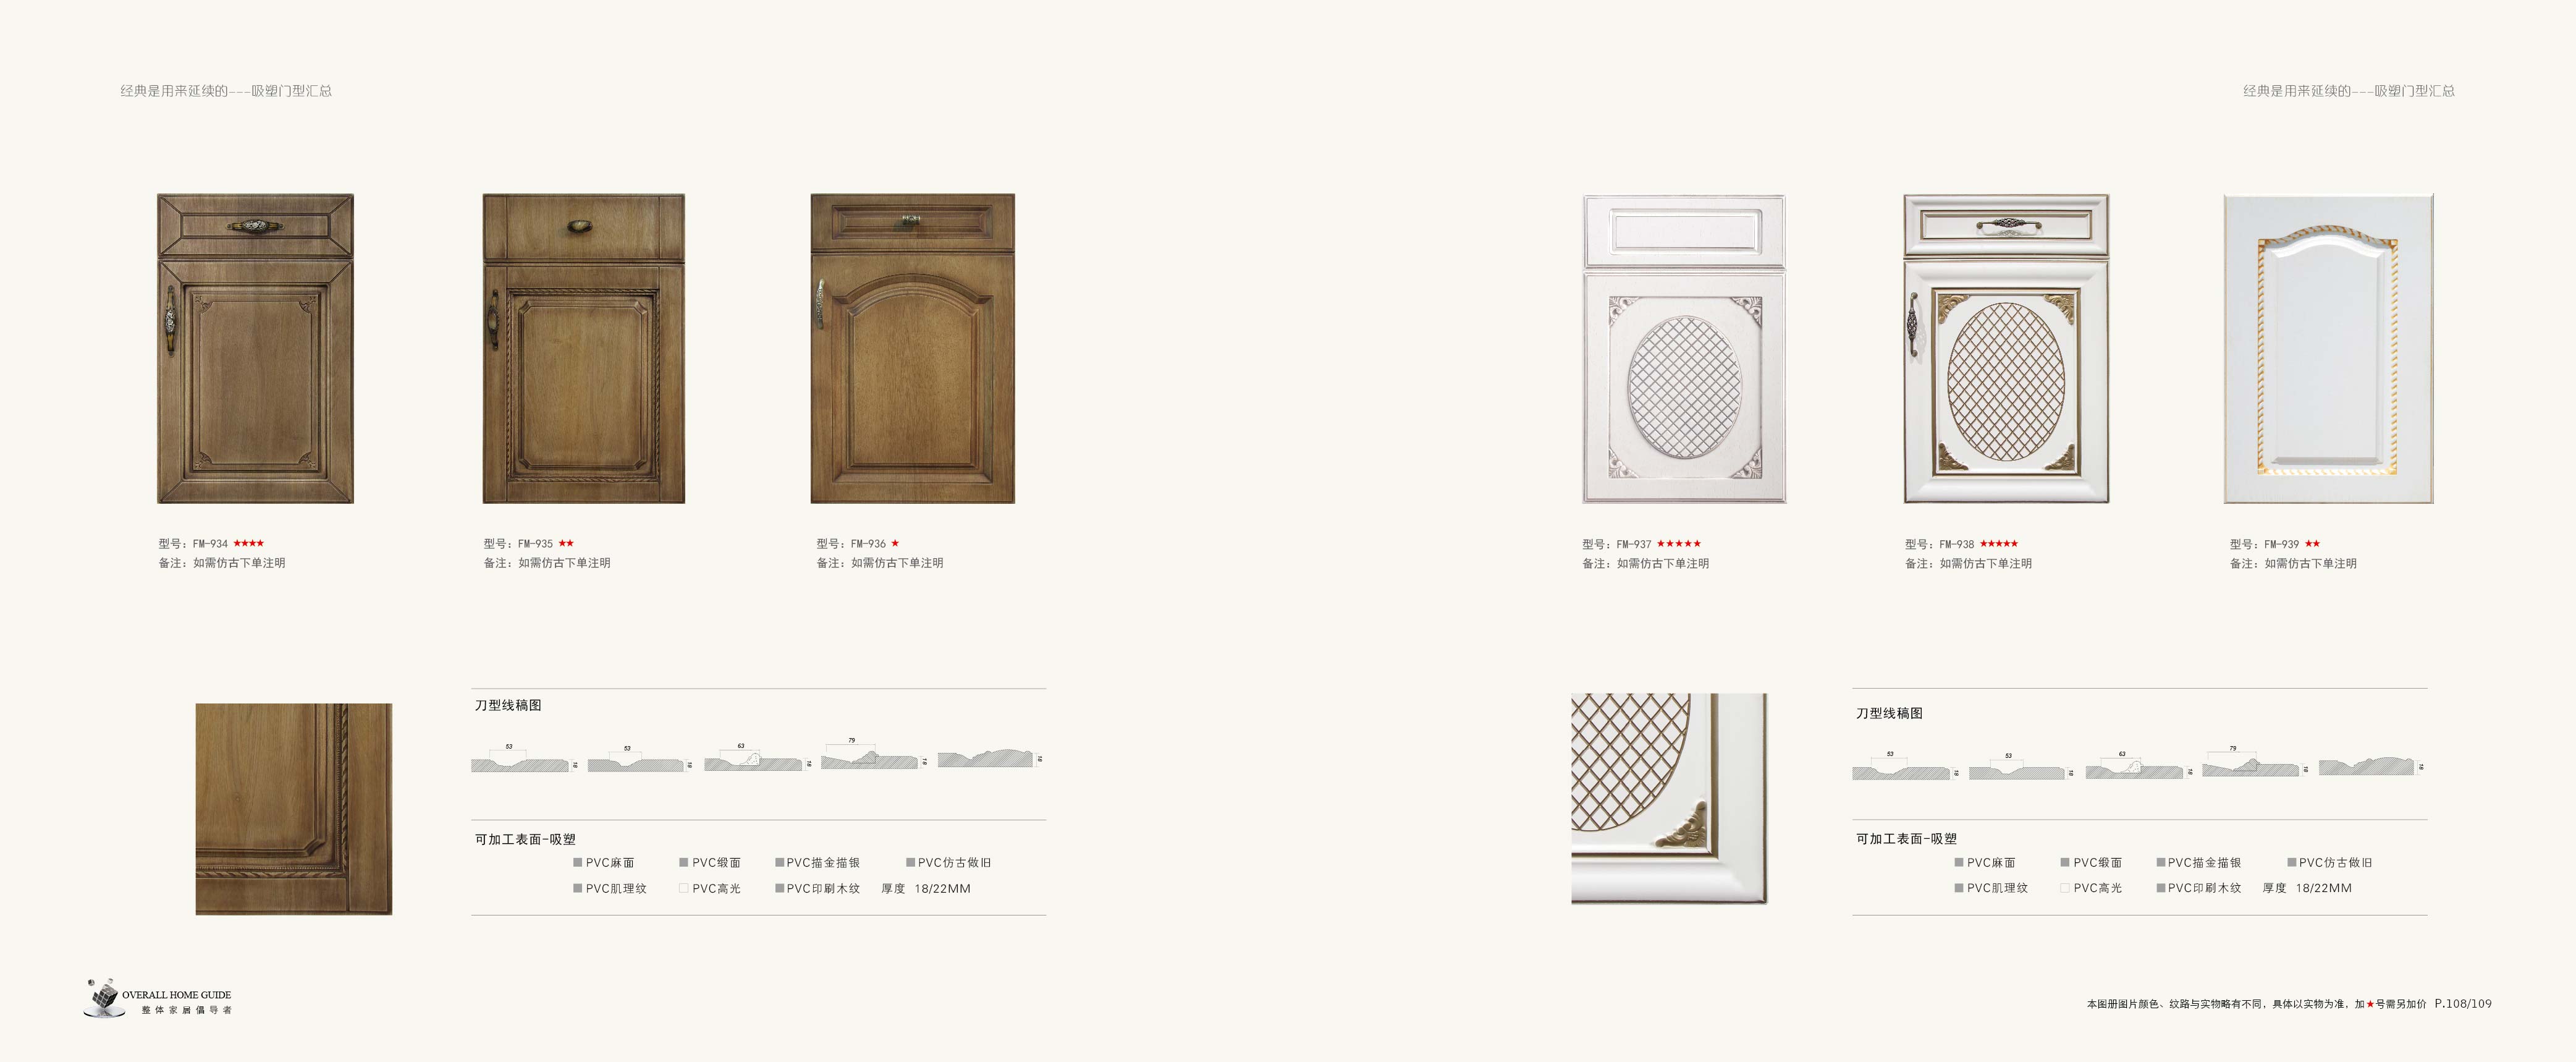 经典是用来延续的---吸塑门型汇总
经典是用来延续的---吸塑门型汇总
型号：FM-934 ★★★★
备注：如需仿古下单注明
型号：FM-935 ★★
备注：如需仿古下单注明
型号：FM-936 ★
备注：如需仿古下单注明
型号：FM-937 ★★★★★
备注：如需仿古下单注明
型号：FM-938 ★★★★★
备注：如需仿古下单注明
型号：FM-939 ★★
备注：如需仿古下单注明
刀型线稿图
53 18
53 18
63 18
79 18
18
可加工表面-吸塑
■PVC麻面 ■PVC缎面 ■PVC描金描银 ■PVC仿古做旧
■PVC肌理纹 □PVC高光 ■PVC印刷木纹 厚度 18/22MM
刀型线稿图
53 18
53 18
63 18
79 18
18
可加工表面-吸塑
■PVC麻面 ■PVC缎面 ■PVC描金描银 ■PVC仿古做旧
■PVC肌理纹 □PVC高光 ■PVC印刷木纹 厚度 18/22MM
OVERALL HOME GUIDE
整体家居倡导者
本图册图片颜色、纹路与实物略有不同，具体以实物为准，加★号需另加价 P.108/109